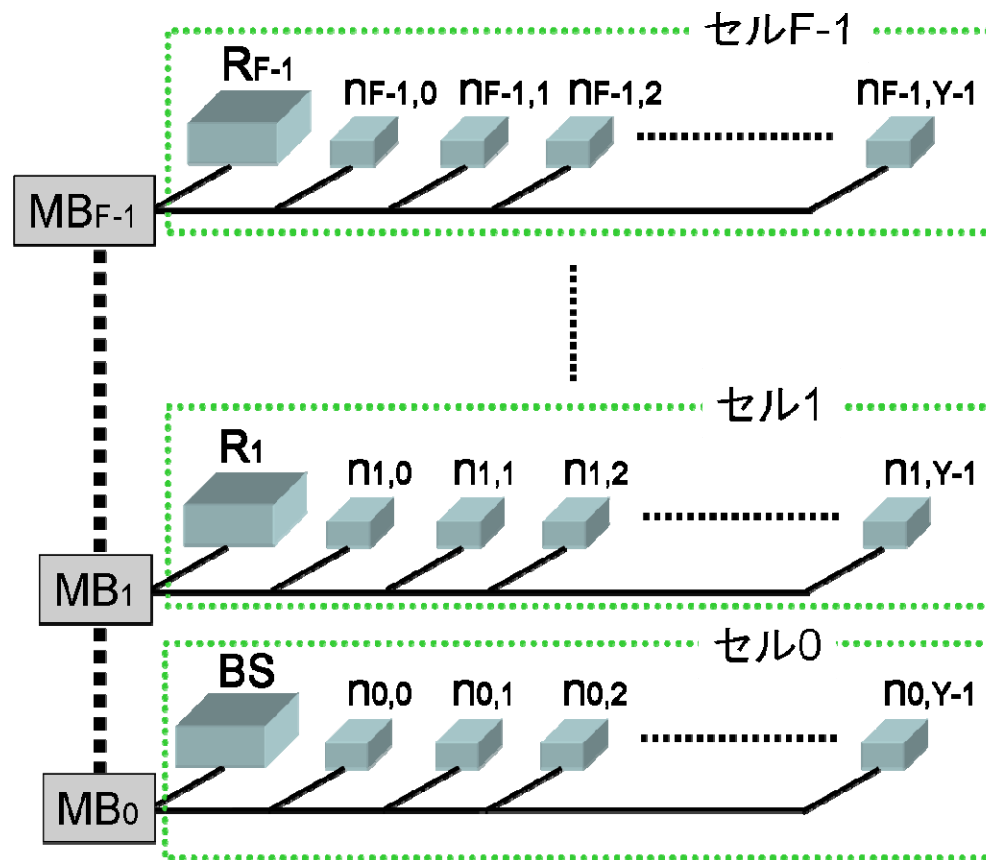 セルF-1
RF-1
nF-1,0 nF-1,1 nF-1,2 nF-1,Y-1
MBF-1
セル1
R1
n1,0 n1,1 n1,2 n1,Y-1
MB1
セル0
BS
n0,0 n0,1 n0,2 n0,Y-1
MB0